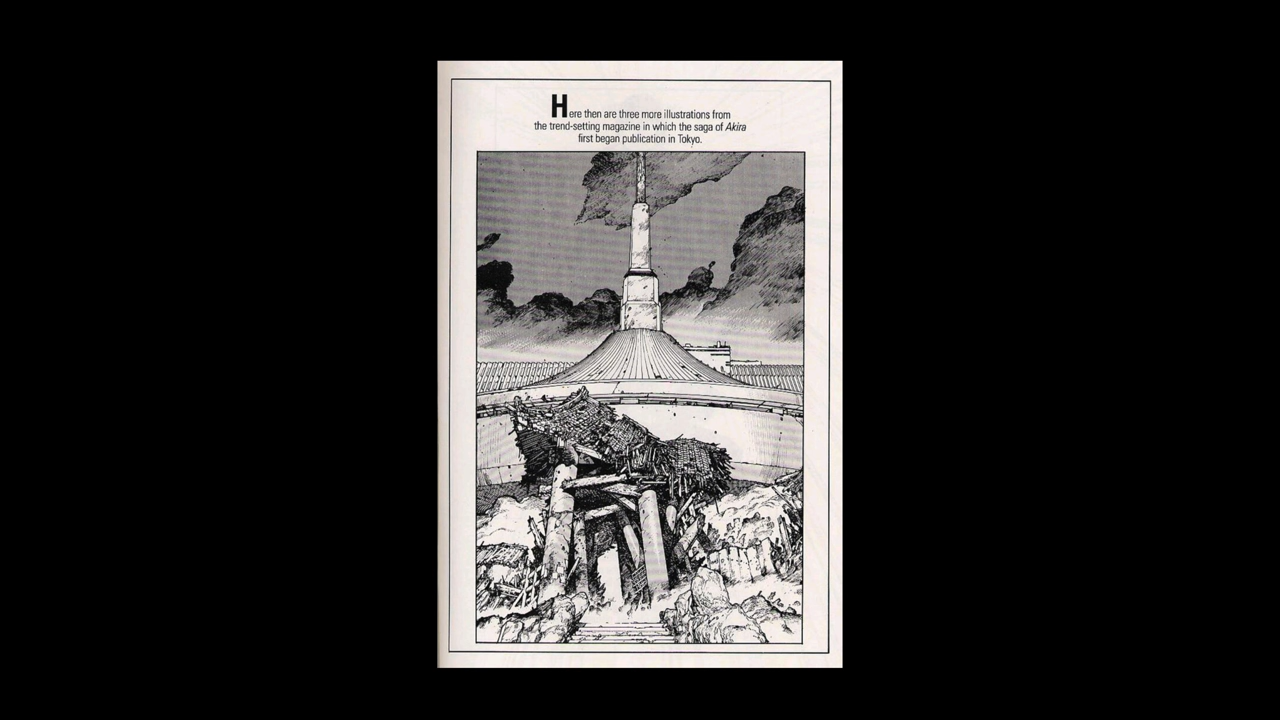 Here then are three more illustrations from
the trend-setting magazine in which the saga of Akira
first began publication in Tokyo.